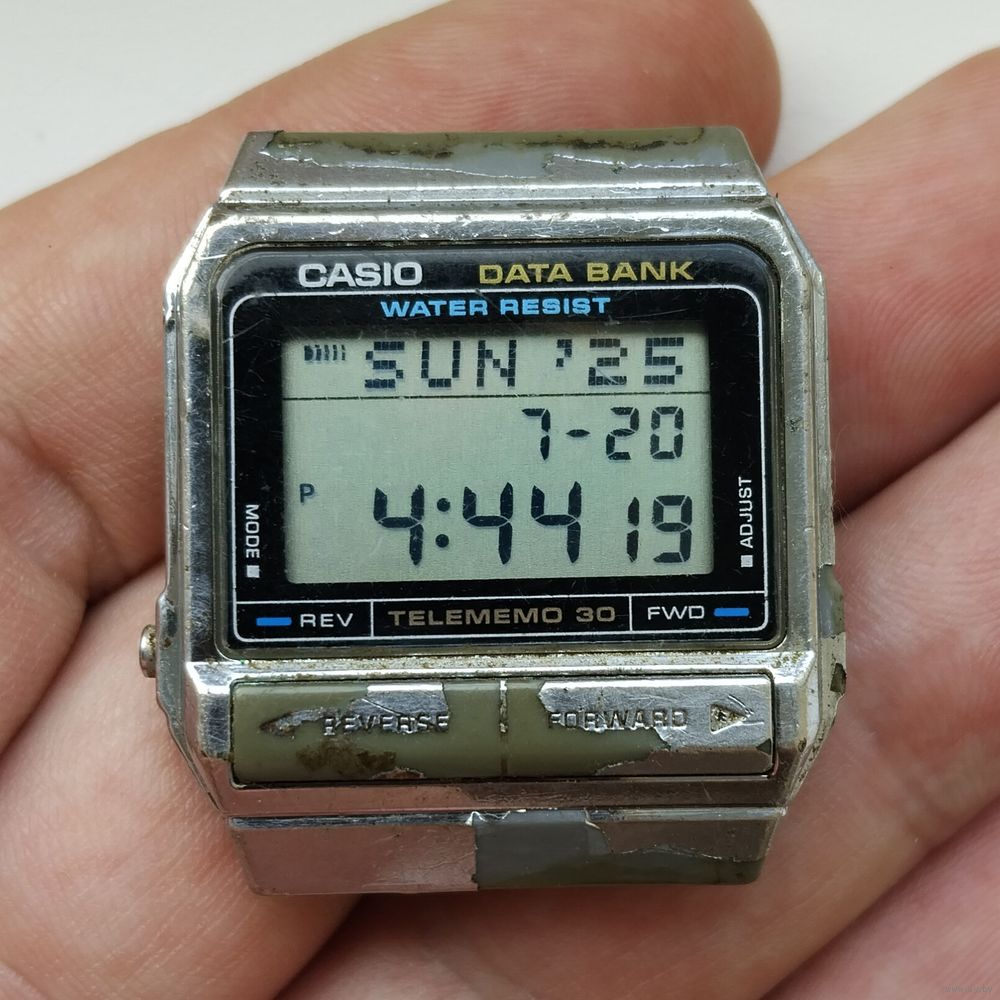 CASIO DATA BANK
WATER RESIST
SUN '25
7-20
P 4:44 19
MODE
ADJUST
REV TELEMEMO 30 FWD
REVERSE FORWARD